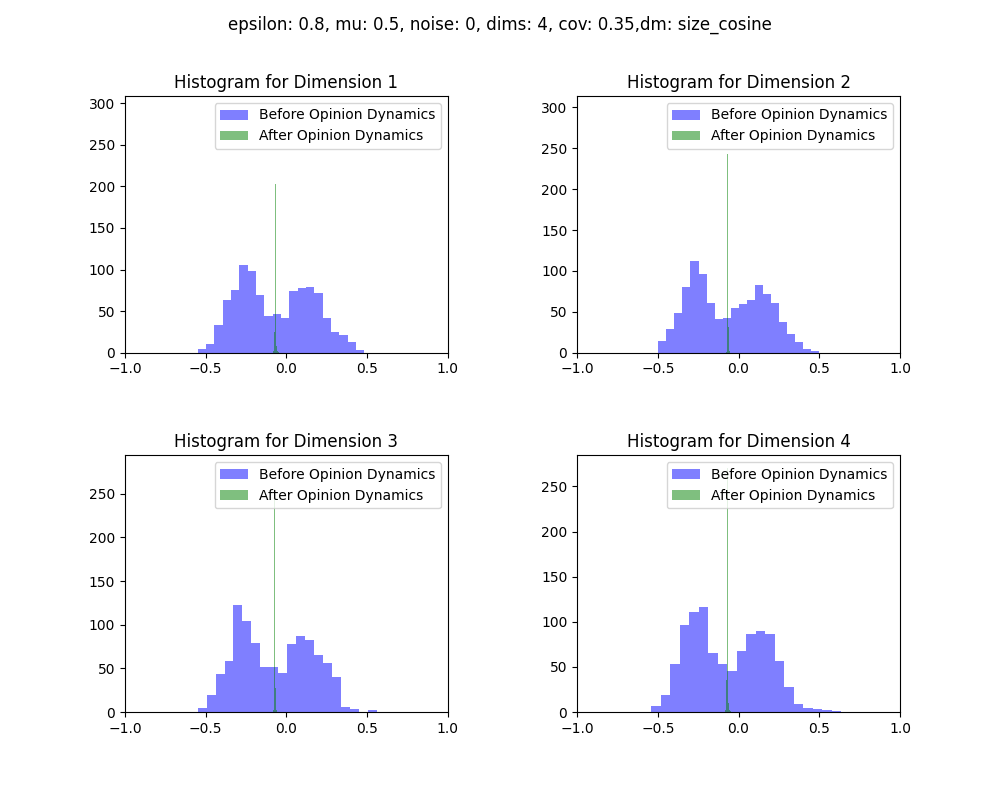 epsilon: 0.8, mu: 0.5, noise: 0, dims: 4, cov: 0.35,dm: size_cosine
Histogram for Dimension 1
Before Opinion Dynamics
After Opinion Dynamics
300
250
200
150
100
50
0
−1.0 −0.5 0.0 0.5 1.0
Histogram for Dimension 2
Before Opinion Dynamics
After Opinion Dynamics
300
250
200
150
100
50
0
−1.0 −0.5 0.0 0.5 1.0
Histogram for Dimension 3
Before Opinion Dynamics
After Opinion Dynamics
250
200
150
100
50
0
−1.0 −0.5 0.0 0.5 1.0
Histogram for Dimension 4
Before Opinion Dynamics
After Opinion Dynamics
250
200
150
100
50
0
−1.0 −0.5 0.0 0.5 1.0